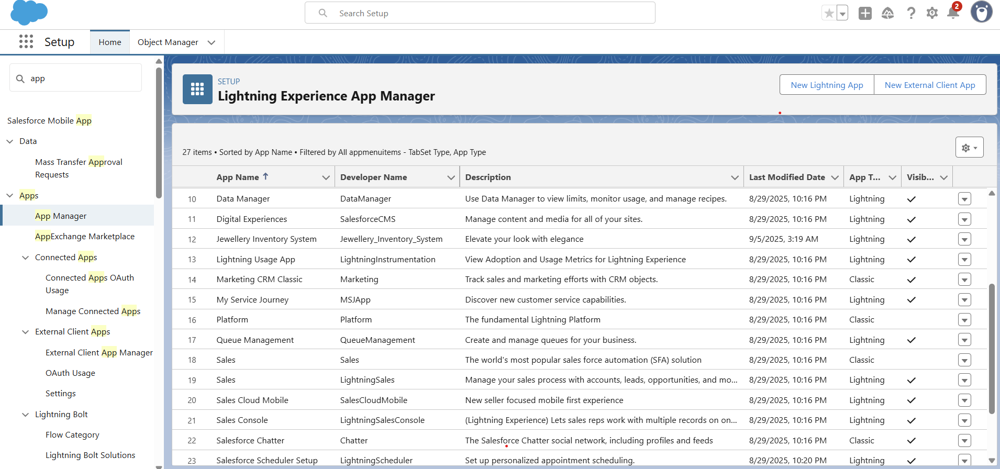 Search Setup
2
Setup
Home
Object Manager
app
Salesforce Mobile App
Data
Mass Transfer Approval
Requests
Apps
App Manager
AppExchange Marketplace
Connected Apps
Connected Apps OAuth
Usage
Manage Connected Apps
External Client Apps
External Client App Manager
OAuth Usage
Settings
Lightning Bolt
Flow Category
Lightning Bolt Solutions
SETUP
Lightning Experience App Manager
New Lightning App
New External Client App
27 items • Sorted by App Name • Filtered by All appmenuitems - TabSet Type, App Type
App Name Developer Name Description Last Modified Date App T... Visib...
10 Data Manager DataManager Use Data Manager to view limits, monitor usage, and manage recipes. 8/29/2025, 10:16 PM Lightning
11 Digital Experiences SalesforceCMS Manage content and media for all of your sites. 8/29/2025, 10:16 PM Lightning
12 Jewellery Inventory System Jewellery_Inventory_System Elevate your look with elegance 9/5/2025, 3:19 AM Lightning
13 Lightning Usage App LightningInstrumentation View Adoption and Usage Metrics for Lightning Experience 8/29/2025, 10:16 PM Lightning
14 Marketing CRM Classic Marketing Track sales and marketing efforts with CRM objects. 8/29/2025, 10:16 PM Classic
15 My Service Journey MSJApp Discover new customer service capabilities. 8/29/2025, 10:16 PM Lightning
16 Platform Platform The fundamental Lightning Platform 8/29/2025, 10:16 PM Classic
17 Queue Management QueueManagement Create and manage queues for your business. 8/29/2025, 10:16 PM Lightning
18 Sales Sales The world's most popular sales force automation (SFA) solution 8/29/2025, 10:16 PM Classic
19 Sales LightningSales Manage your sales process with accounts, leads, opportunities, and mo... 8/29/2025, 10:16 PM Lightning
20 Sales Cloud Mobile SalesCloudMobile New seller focused mobile first experience 8/29/2025, 10:16 PM Lightning
21 Sales Console LightningSalesConsole (Lightning Experience) Lets sales reps work with multiple records on on... 8/29/2025, 10:16 PM Lightning
22 Salesforce Chatter Chatter The Salesforce Chatter social network, including profiles and feeds 8/29/2025, 10:16 PM Classic
23 Salesforce Scheduler Setup LightningScheduler Set up personalized appointment scheduling. 8/29/2025, 10:20 PM Lightning